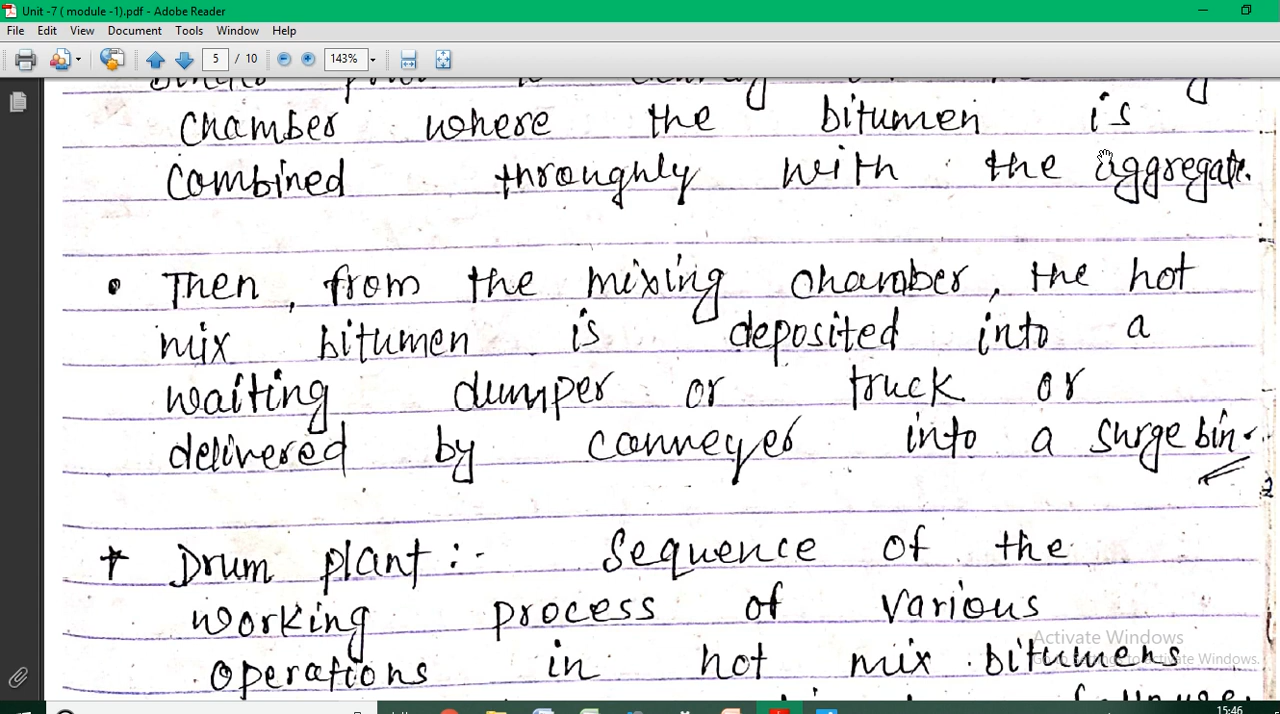 Unit -7 ( module -1).pdf - Adobe Reader
File Edit View Document Tools Window Help
5 / 10 143%
chamber where the bitumen is
combined throughly with the aggregate.
• Then, from the mixing chamber, the hot
mix bitumen is deposited into a
waiting dumper or truck or
delivered by conveyer into a surge bin.
* Drum plant :- Sequence of the
working process of various
operations in hot mix bitumens
Activate Windows
15:46